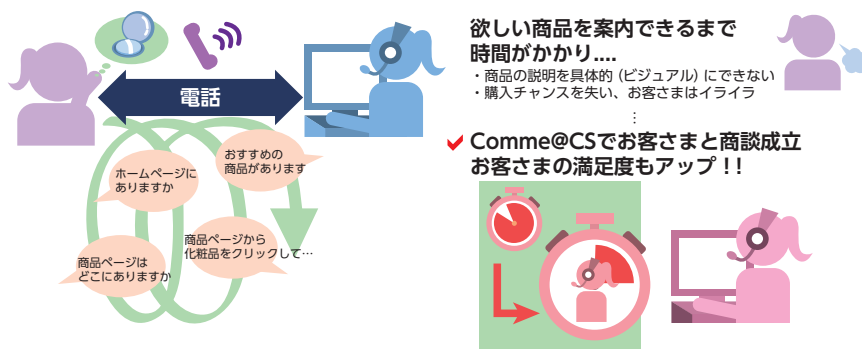 電話
おすすめの
商品があります
ホームページに
ありますか
商品ページから
化粧品をクリックして…
商品ページは
どこにありますか
欲しい商品を案内できるまで
時間がかかり....
・商品の説明を具体的（ビジュアル）にできない
・購入チャンスを失い、お客さまはイライラ
⋮
Comme@CSでお客さまと商談成立
お客さまの満足度もアップ！！